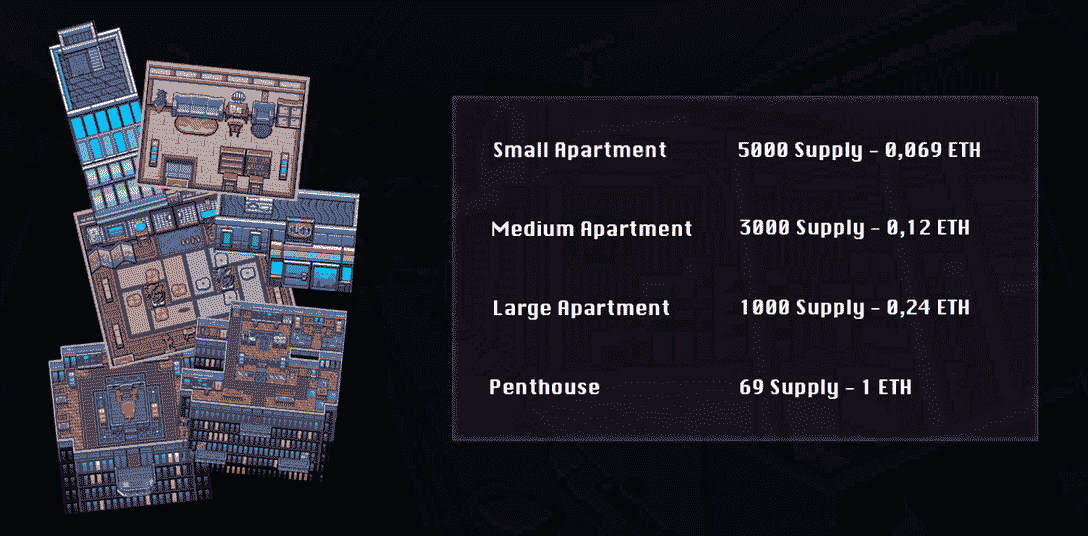 Small Apartment 5000 Supply - 0,069 ETH
Medium Apartment 3000 Supply - 0,12 ETH
Large Apartment 1000 Supply - 0,24 ETH
Penthouse 69 Supply - 1 ETH